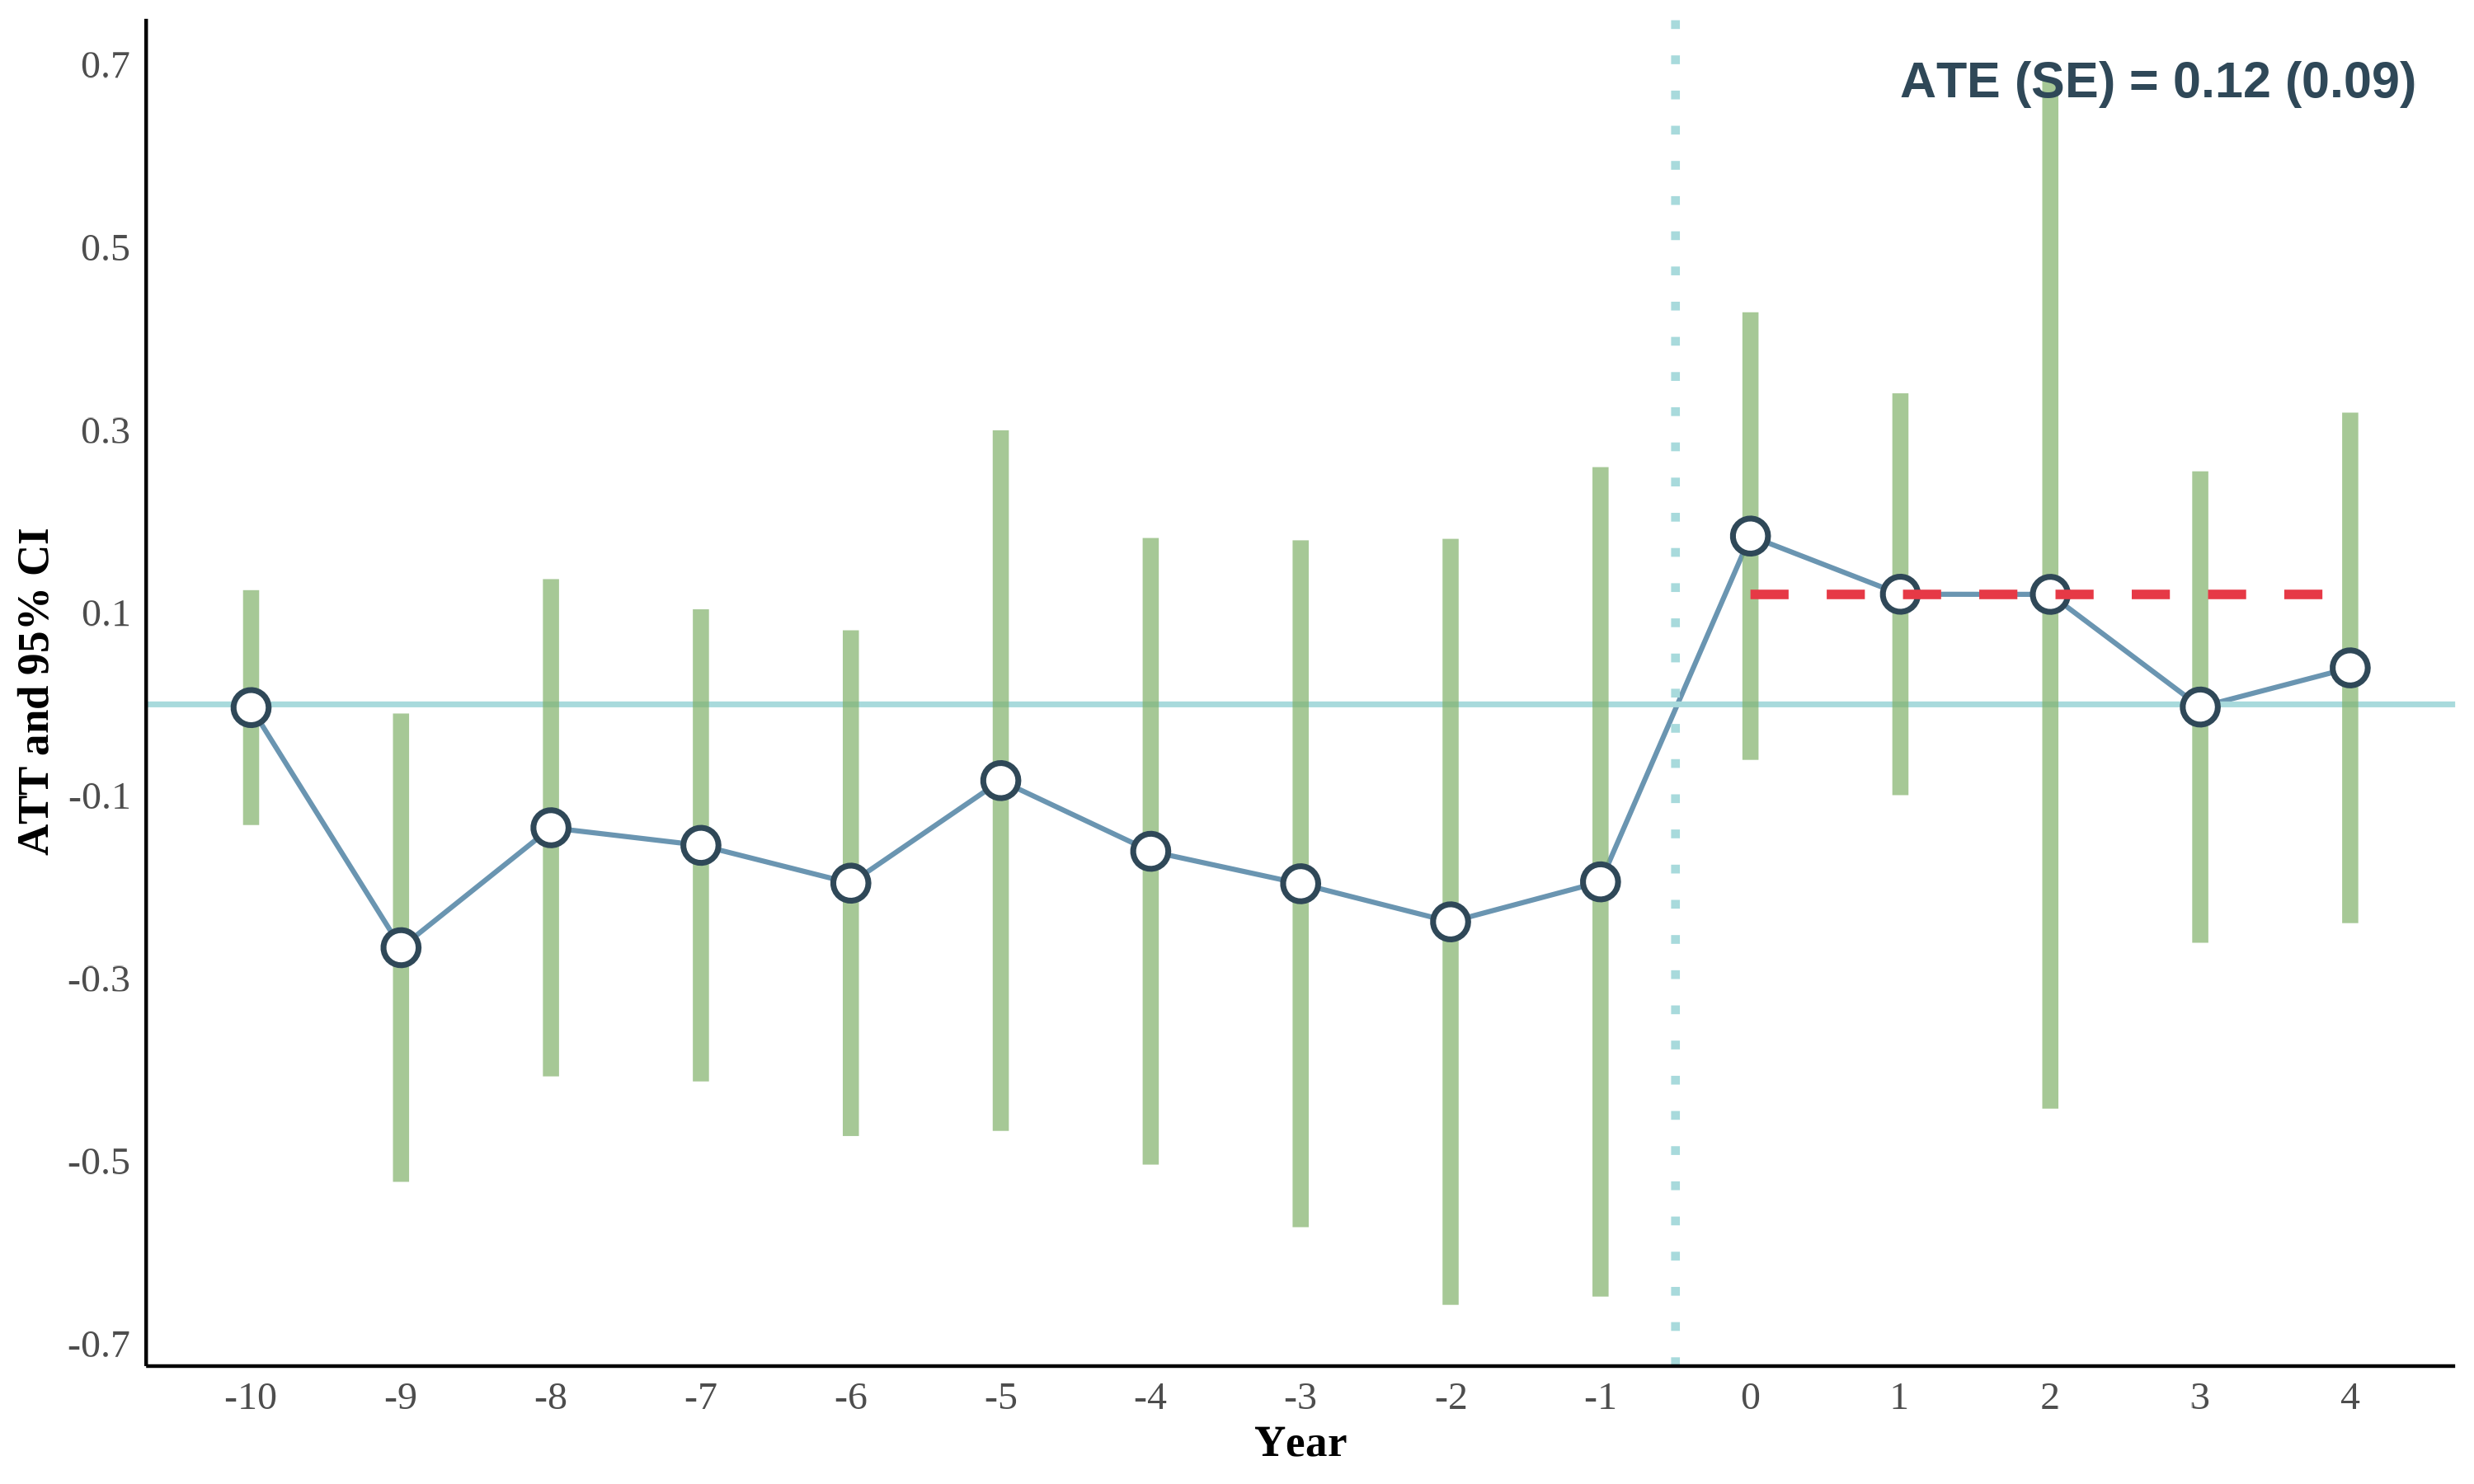 ATE (SE) = 0.12 (0.09)
ATT and 95% CI
0.7
0.5
0.3
0.1
-0.1
-0.3
-0.5
-0.7
-10 -9 -8 -7 -6 -5 -4 -3 -2 -1 0 1 2 3 4
Year